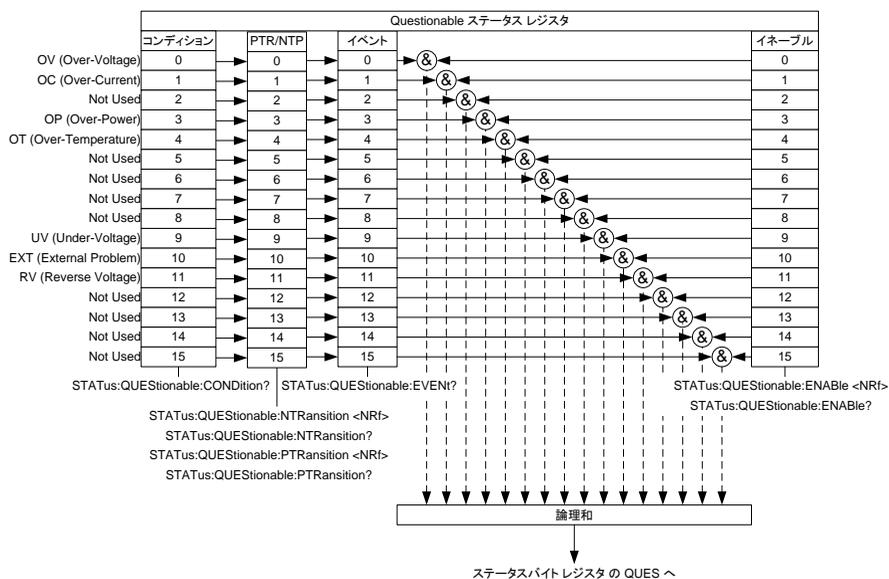 Questionable ステータス レジスタ
コンディション PTR/NTP イベント イネーブル
OV (Over-Voltage) 0 0 0 & 0
OC (Over-Current) 1 1 1 & 1
Not Used 2 2 2 & 2
OP (Over-Power) 3 3 3 & 3
OT (Over-Temperature) 4 4 4 & 4
Not Used 5 5 5 & 5
Not Used 6 6 6 & 6
Not Used 7 7 7 & 7
Not Used 8 8 8 & 8
UV (Under-Voltage) 9 9 9 & 9
EXT (External Problem) 10 10 10 & 10
RV (Reverse Voltage) 11 11 11 & 11
Not Used 12 12 12 & 12
Not Used 13 13 13 & 13
Not Used 14 14 14 & 14
Not Used 15 15 15 & 15
STATus:QUEStionable:CONDition? STATus:QUEStionable:EVENt? STATus:QUEStionable:ENABle <NRf>
STATus:QUEStionable:ENABle?
STATus:QUEStionable:NTRansition <NRf>
STATus:QUEStionable:NTRansition?
STATus:QUEStionable:PTRansition <NRf>
STATus:QUEStionable:PTRansition?
論理和
ステータスバイト レジスタ の QUES へ